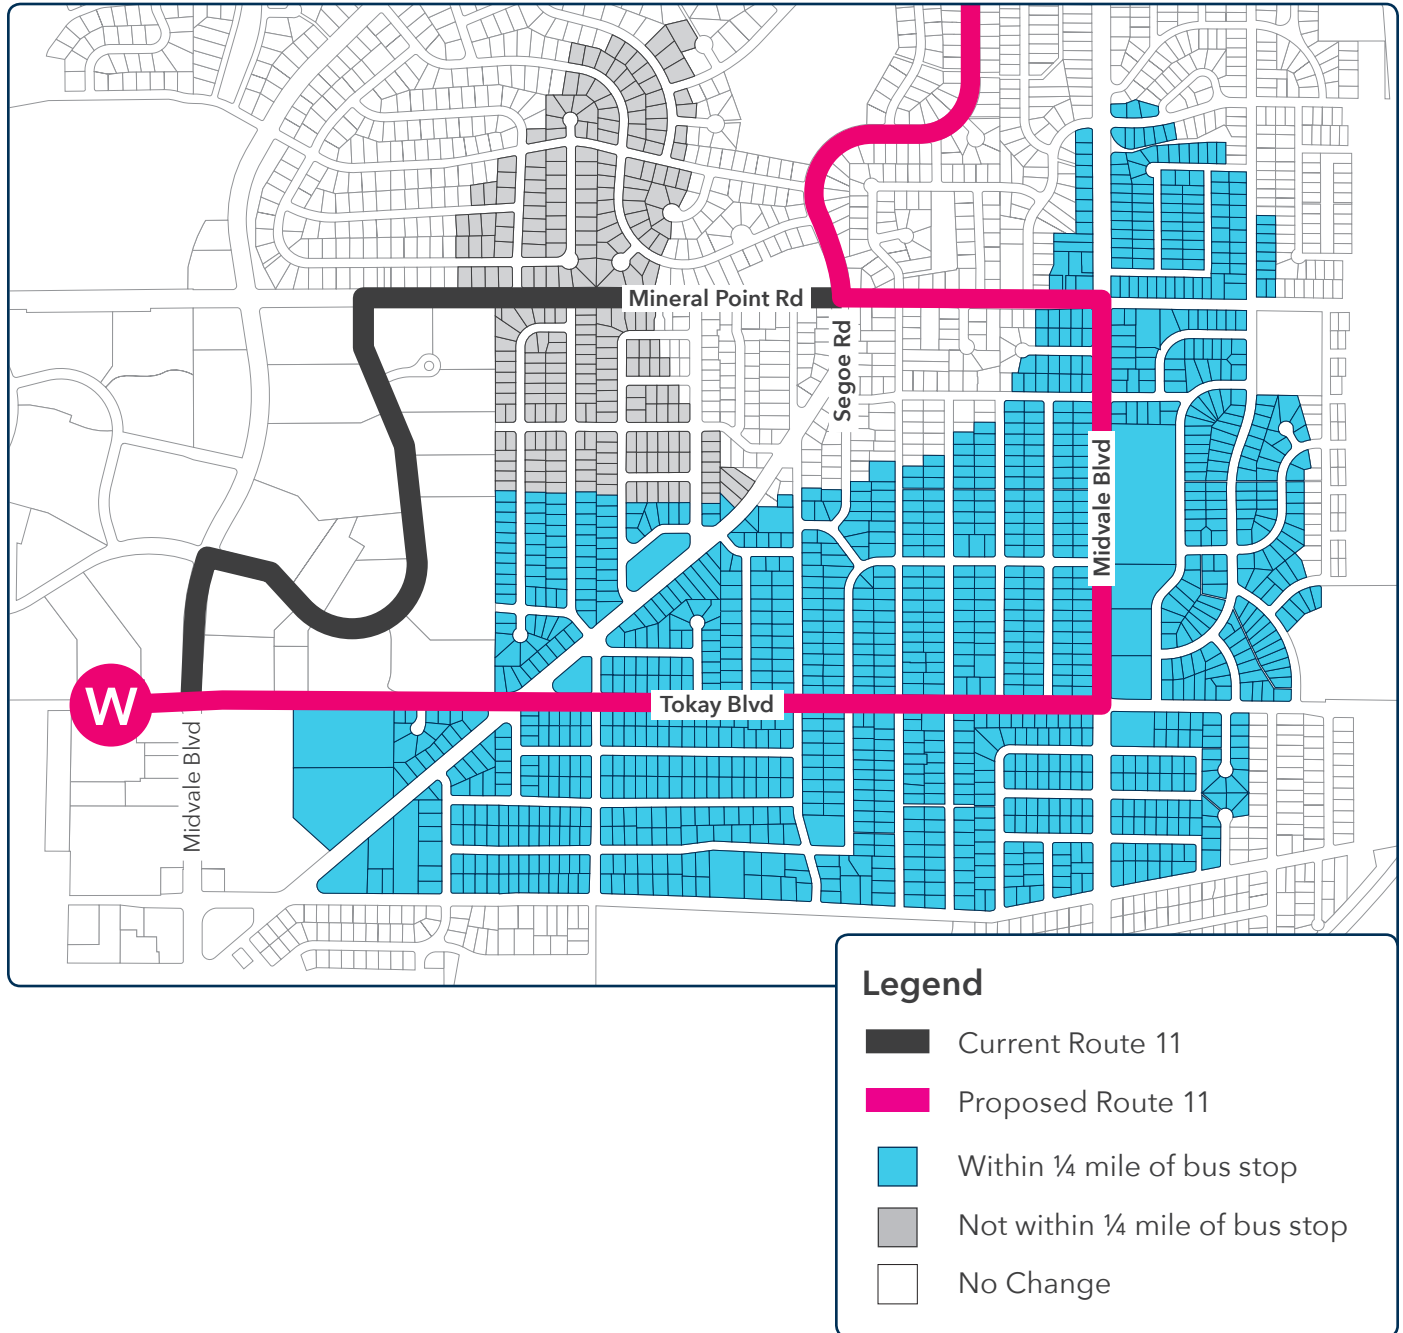 Mineral Point Rd
Segoe Rd
Midvale Blvd
W
Tokay Blvd
Midvale Blvd
Legend
Current Route 11
Proposed Route 11
Within ¼ mile of bus stop
Not within ¼ mile of bus stop
No Change